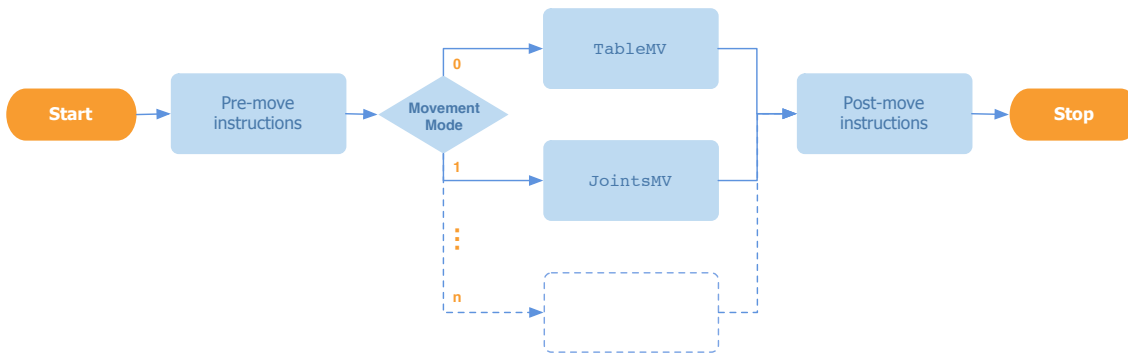 Start
Pre-move
instructions
Movement
Mode
0
TableMV
1
JointsMV
⋮
n
Post-move
instructions
Stop